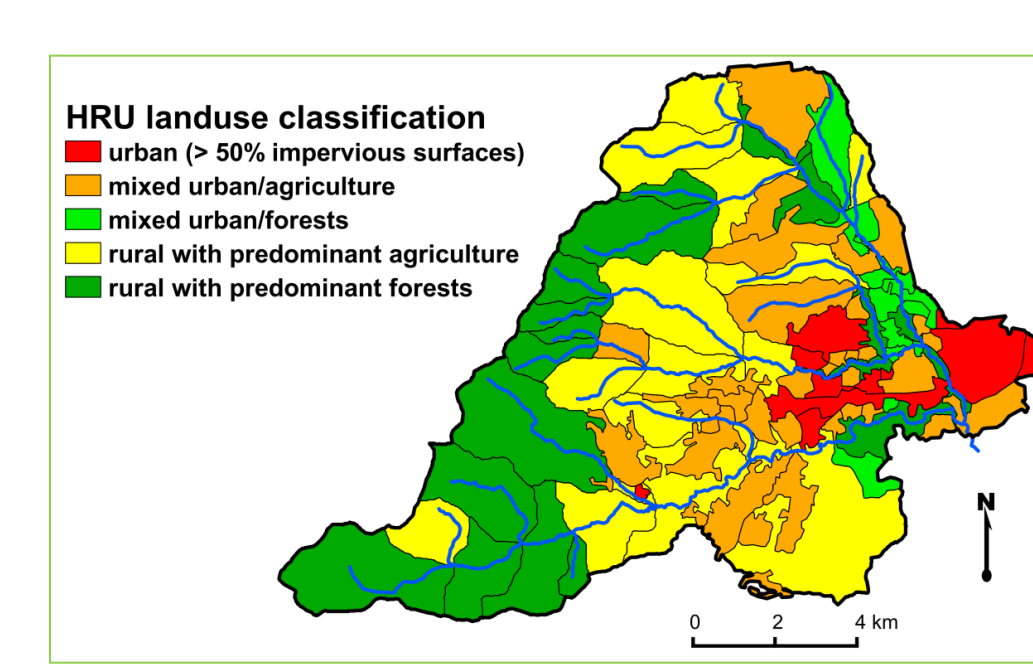 HRU landuse classification
urban (> 50% impervious surfaces)
mixed urban/agriculture
mixed urban/forests
rural with predominant agriculture
rural with predominant forests
N
0 2 4 km